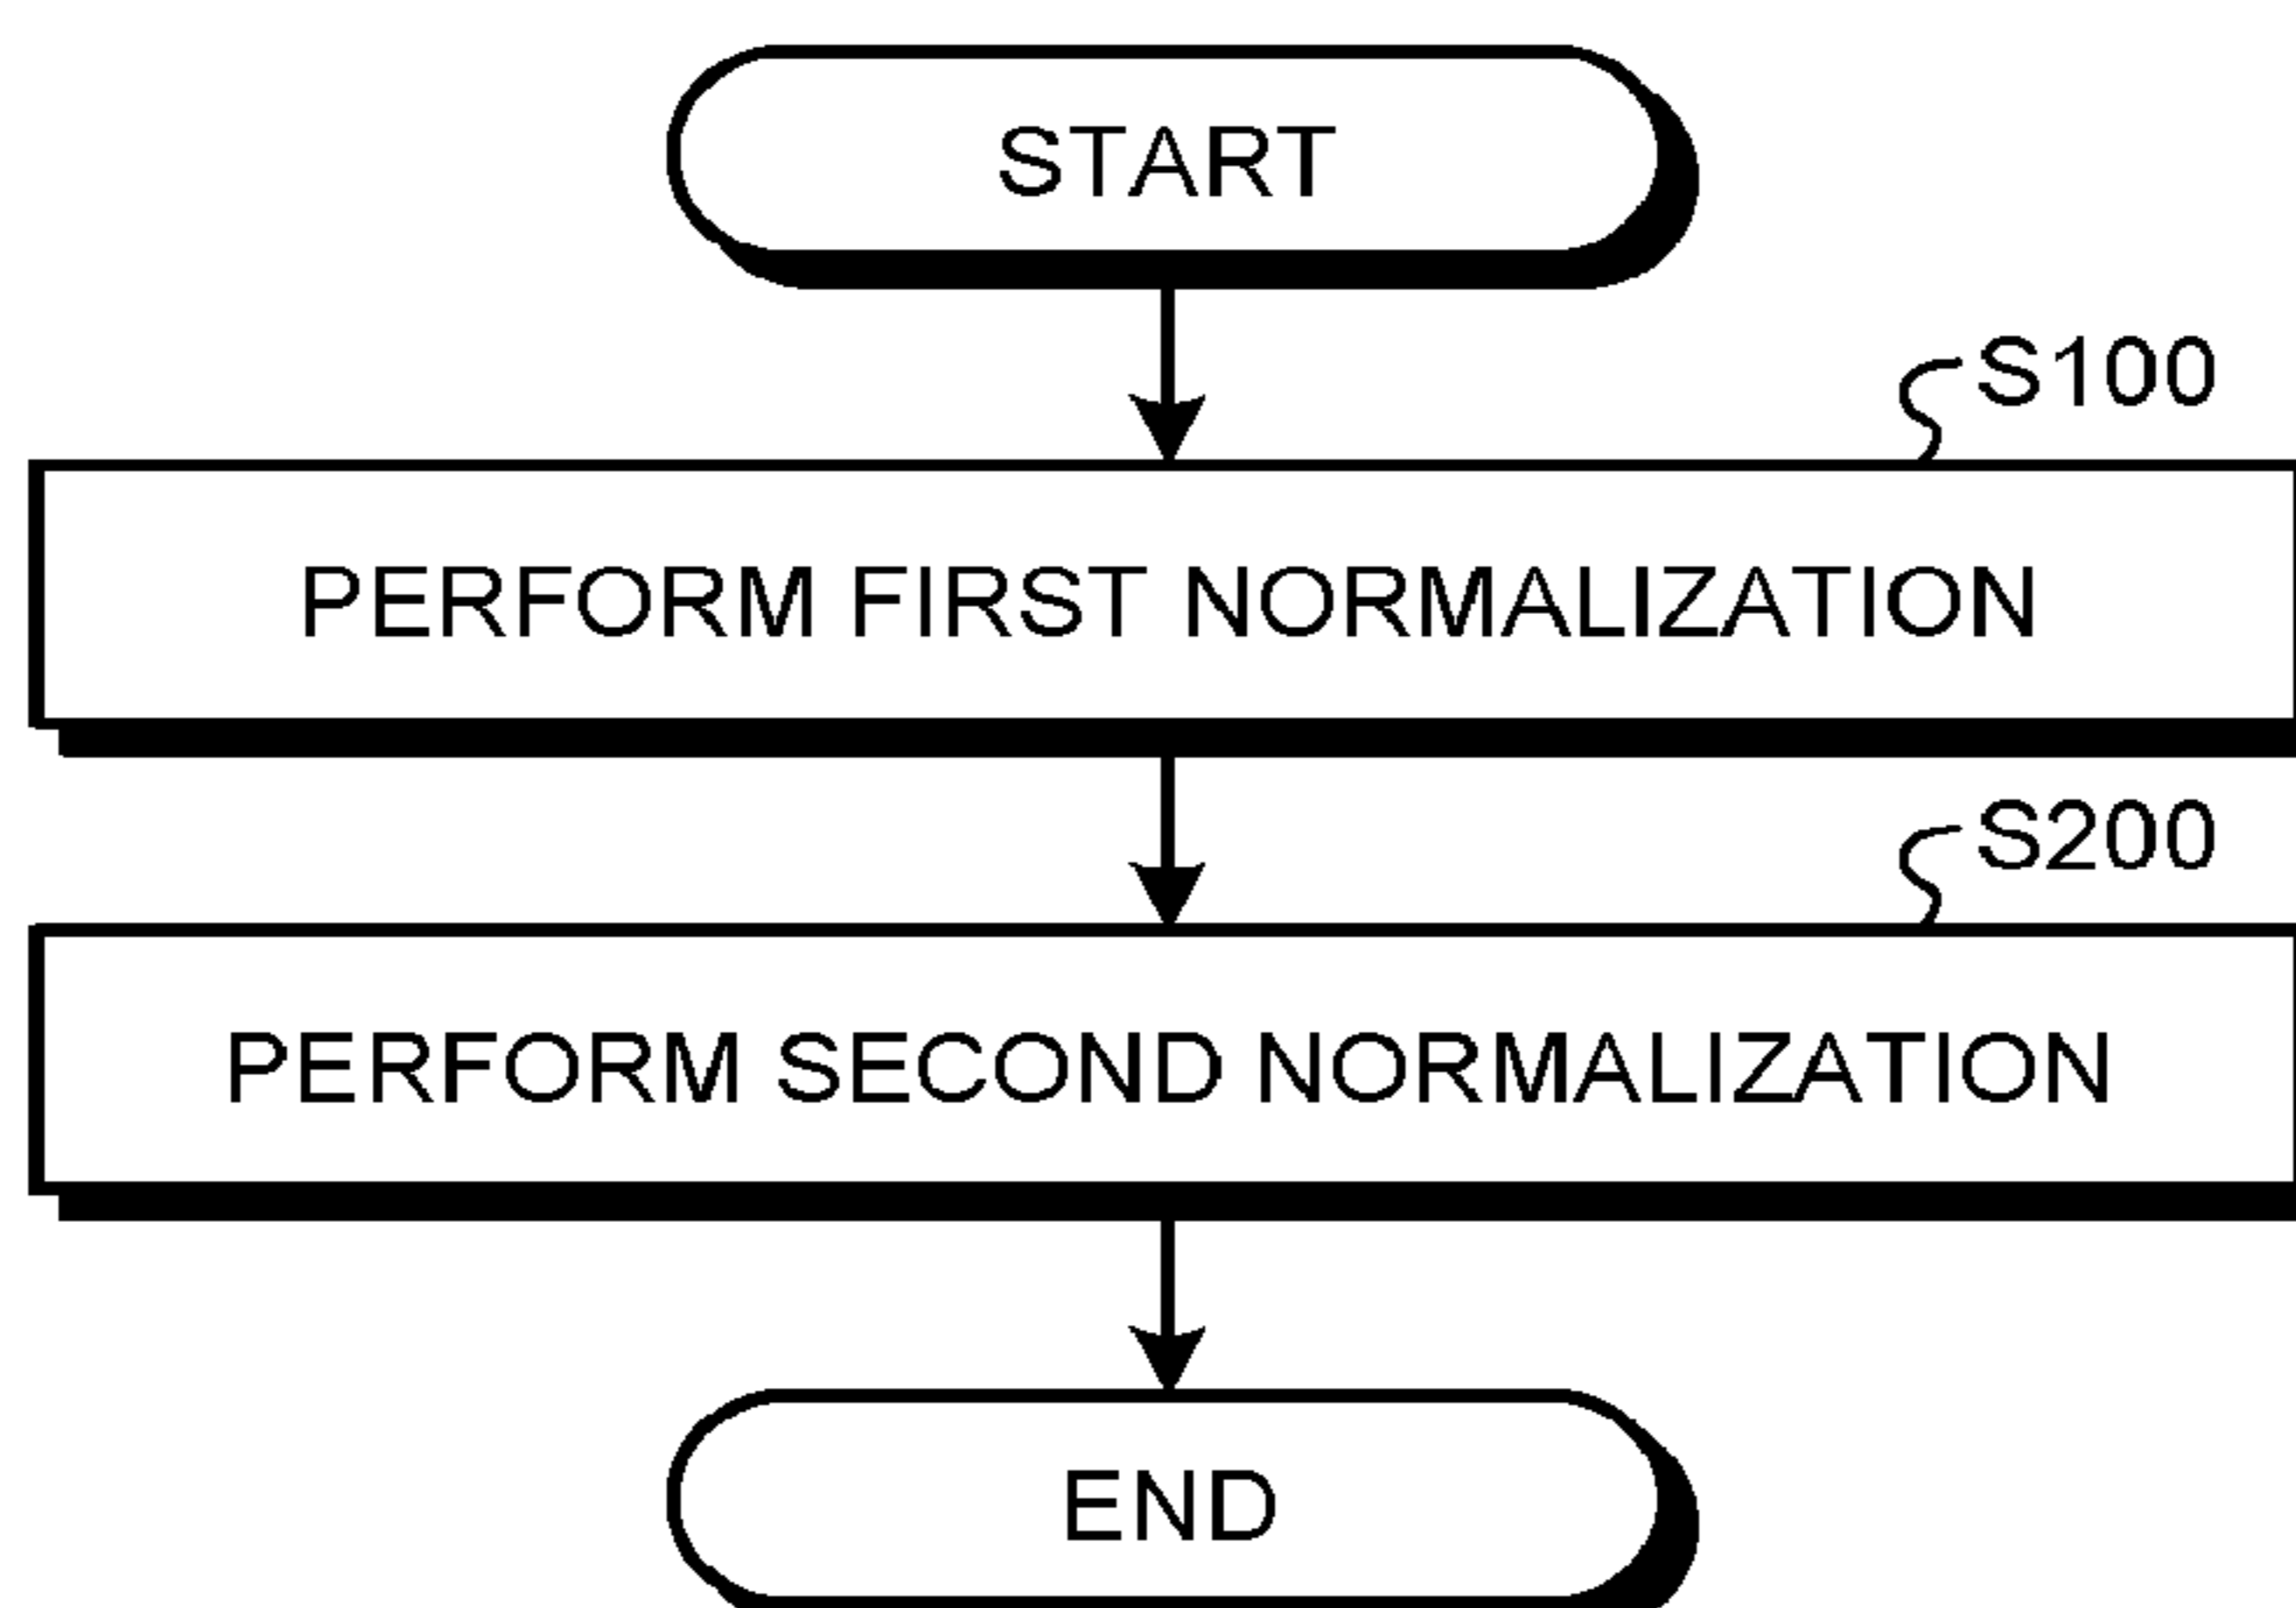 START
S100
PERFORM FIRST NORMALIZATION
S200
PERFORM SECOND NORMALIZATION
END